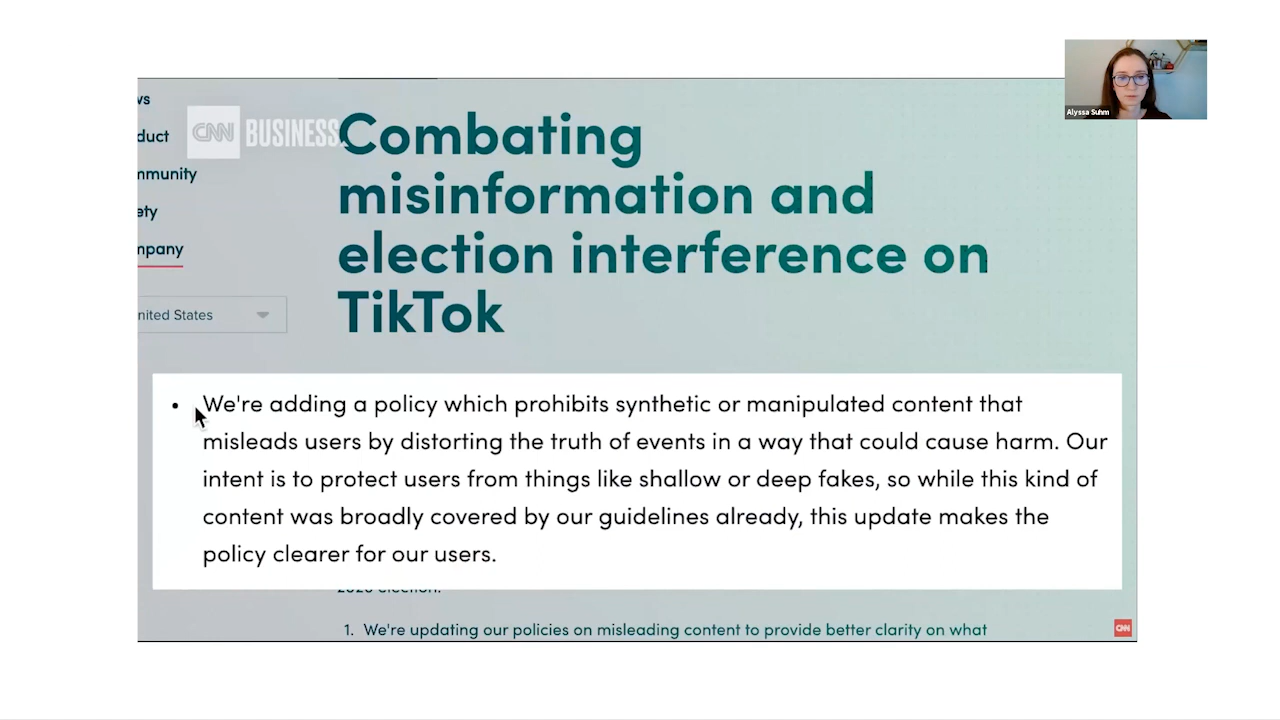 Alyssa Suhm
vs
CNN BUSINESS
duct
mmunity
ety
mpany
nited States
Combating
misinformation and
election interference on
TikTok
• We're adding a policy which prohibits synthetic or manipulated content that
misleads users by distorting the truth of events in a way that could cause harm. Our
intent is to protect users from things like shallow or deep fakes, so while this kind of
content was broadly covered by our guidelines already, this update makes the
policy clearer for our users.
2020 election.
1. We're updating our policies on misleading content to provide better clarity on what
CNN